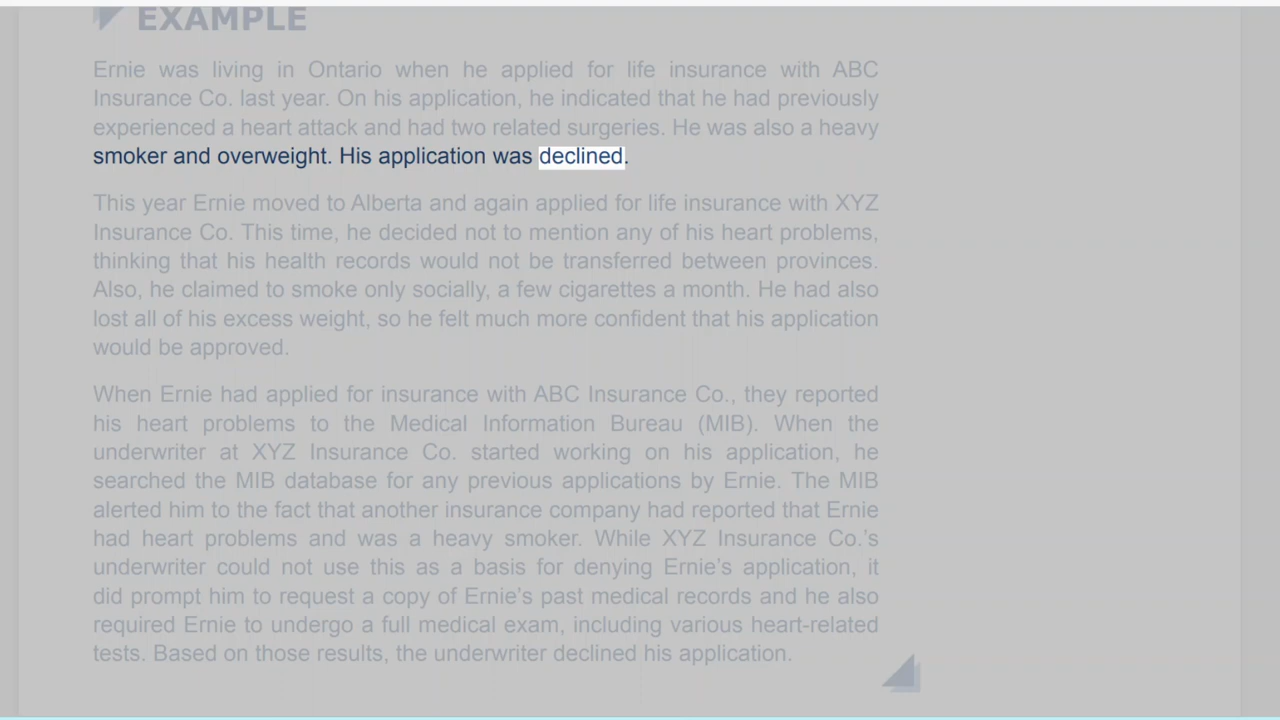 EXAMPLE
Ernie was living in Ontario when he applied for life insurance with ABC
Insurance Co. last year. On his application, he indicated that he had previously
experienced a heart attack and had two related surgeries. He was also a heavy
smoker and overweight. His application was declined.
This year Ernie moved to Alberta and again applied for life insurance with XYZ
Insurance Co. This time, he decided not to mention any of his heart problems,
thinking that his health records would not be transferred between provinces.
Also, he claimed to smoke only socially, a few cigarettes a month. He had also
lost all of his excess weight, so he felt much more confident that his application
would be approved.
When Ernie had applied for insurance with ABC Insurance Co., they reported
his heart problems to the Medical Information Bureau (MIB). When the
underwriter at XYZ Insurance Co. started working on his application, he
searched the MIB database for any previous applications by Ernie. The MIB
alerted him to the fact that another insurance company had reported that Ernie
had heart problems and was a heavy smoker. While XYZ Insurance Co.’s
underwriter could not use this as a basis for denying Ernie’s application, it
did prompt him to request a copy of Ernie’s past medical records and he also
required Ernie to undergo a full medical exam, including various heart-related
tests. Based on those results, the underwriter declined his application.